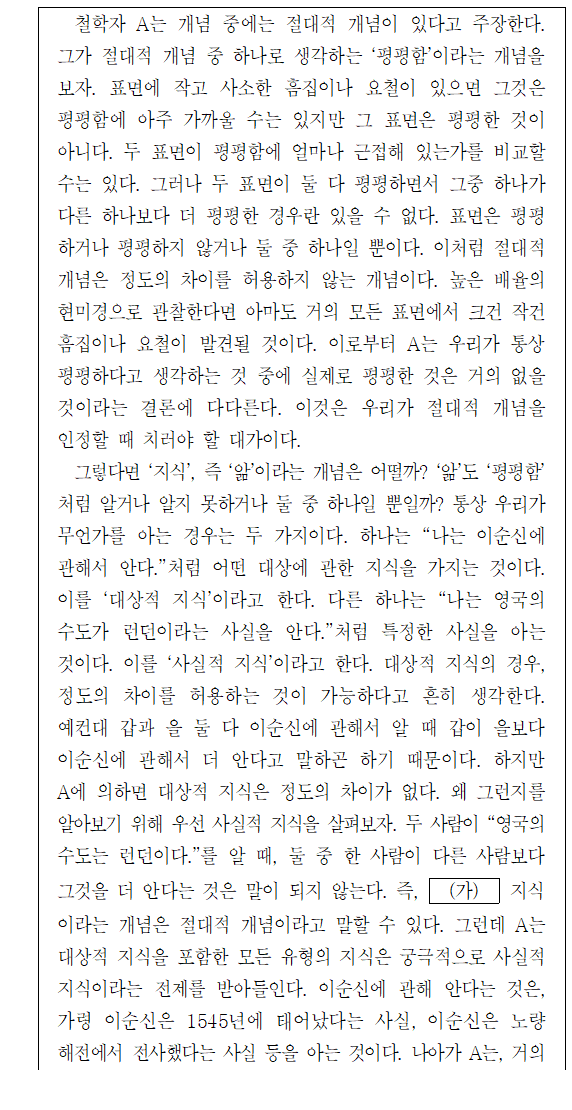 철학자 A는 개념 중에는 절대적 개념이 있다고 주장한다.
그가 절대적 개념 중 하나로 생각하는 ‘평평함’이라는 개념을
보자. 표면에 작고 사소한 흠집이나 요철이 있으면 그것은
평평함에 아주 가까울 수는 있지만 그 표면은 평평한 것이
아니다. 두 표면이 평평함에 얼마나 근접해 있는가를 비교할
수는 있다. 그러나 두 표면이 둘 다 평평하면서 그중 하나가
다른 하나보다 더 평평한 경우란 있을 수 없다. 표면은 평평
하거나 평평하지 않거나 둘 중 하나일 뿐이다. 이처럼 절대적
개념은 정도의 차이를 허용하지 않는 개념이다. 높은 배율의
현미경으로 관찰한다면 아마도 거의 모든 표면에서 크건 작건
흠집이나 요철이 발견될 것이다. 이로부터 A는 우리가 통상
평평하다고 생각하는 것 중에 실제로 평평한 것은 거의 없을
것이라는 결론에 다다른다. 이것은 우리가 절대적 개념을
인정할 때 치러야 할 대가이다.
그렇다면 ‘지식’, 즉 ‘앎’이라는 개념은 어떨까? ‘앎’도 ‘평평함’
처럼 알거나 알지 못하거나 둘 중 하나일 뿐일까? 통상 우리가
무언가를 아는 경우는 두 가지이다. 하나는 “나는 이순신에
관해서 안다.”처럼 어떤 대상에 관한 지식을 가지는 것이다.
이를 ‘대상적 지식’이라고 한다. 다른 하나는 “나는 영국의
수도가 런던이라는 사실을 안다.”처럼 특정한 사실을 아는
것이다. 이를 ‘사실적 지식’이라고 한다. 대상적 지식의 경우,
정도의 차이를 허용하는 것이 가능하다고 흔히 생각한다.
예컨대 갑과 을 둘 다 이순신에 관해서 알 때 갑이 을보다
이순신에 관해서 더 안다고 말하곤 하기 때문이다. 하지만
A에 의하면 대상적 지식은 정도의 차이가 없다. 왜 그런지를
알아보기 위해 우선 사실적 지식을 살펴보자. 두 사람이 “영국의
수도는 런던이다.”를 알 때, 둘 중 한 사람이 다른 사람보다
그것을 더 안다는 것은 말이 되지 않는다. 즉, (가) 지식
이라는 개념은 절대적 개념이라고 말할 수 있다. 그런데 A는
대상적 지식을 포함한 모든 유형의 지식은 궁극적으로 사실적
지식이라는 전제를 받아들인다. 이순신에 관해 안다는 것은,
가령 이순신은 1545년에 태어났다는 사실, 이순신은 노량
해전에서 전사했다는 사실 등을 아는 것이다. 나아가 A는, 거의